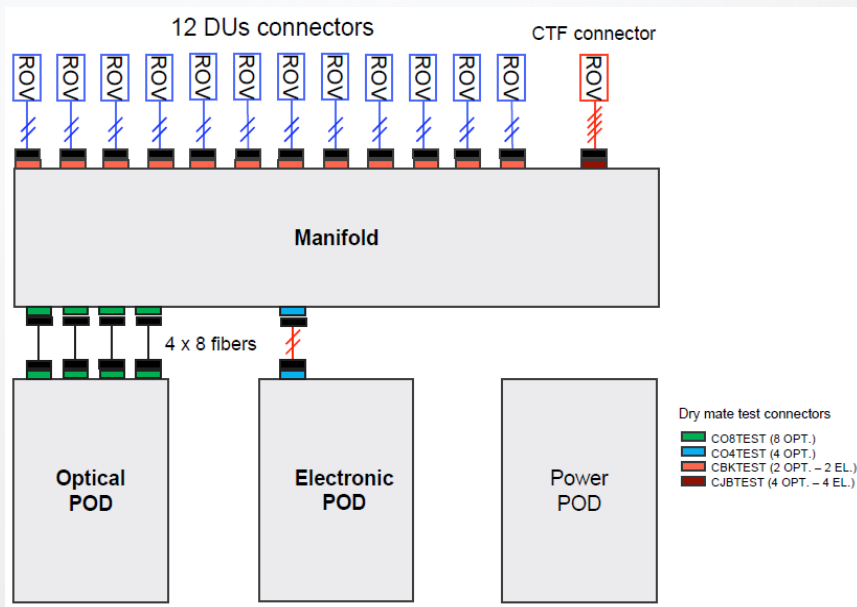 12 DUs connectors
CTF connector
ROV
ROV
ROV
ROV
ROV
ROV
ROV
ROV
ROV
ROV
ROV
ROV
ROV
Manifold
4 x 8 fibers
Optical
POD
Electronic
POD
Power
POD
Dry mate test connectors
CO8TEST (8 OPT.)
CO4TEST (4 OPT.)
CBKTEST (2 OPT. – 2 EL.)
CJBTEST (4 OPT. – 4 EL.)